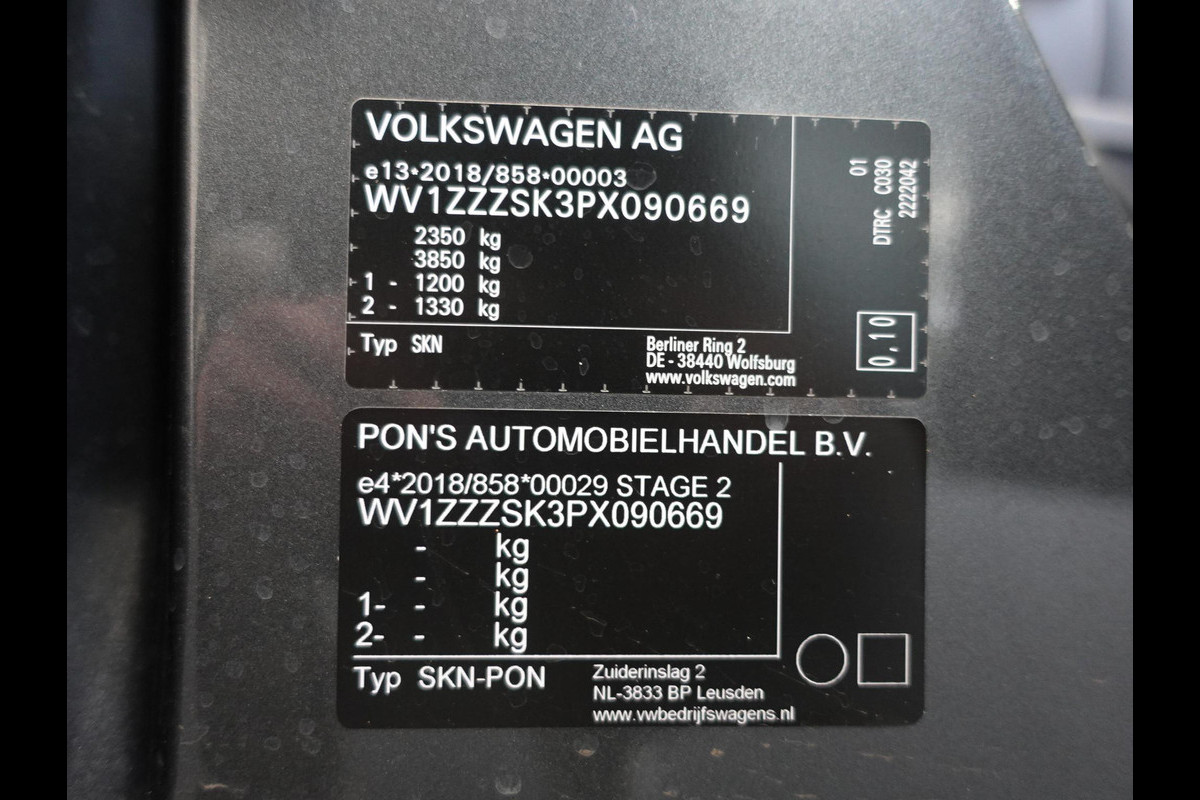 VOLKSWAGEN AG
e13*2018/858*00003
WV1ZZZSK3PX090669
2350 kg
3850 kg
1 - 1200 kg
2 - 1330 kg
Typ SKN
Berliner Ring 2
DE - 38440 Wolfsburg
www.volkswagen.com
01
DTRC C030
2222042
0,10
PON'S AUTOMOBIELHANDEL B.V.
e4*2018/858*00029 STAGE 2
WV1ZZZSK3PX090669
- kg
- kg
1- - kg
2- - kg
Typ SKN-PON
Zuiderinslag 2
NL-3833 BP Leusden
www.vwbedrijfswagens.nl